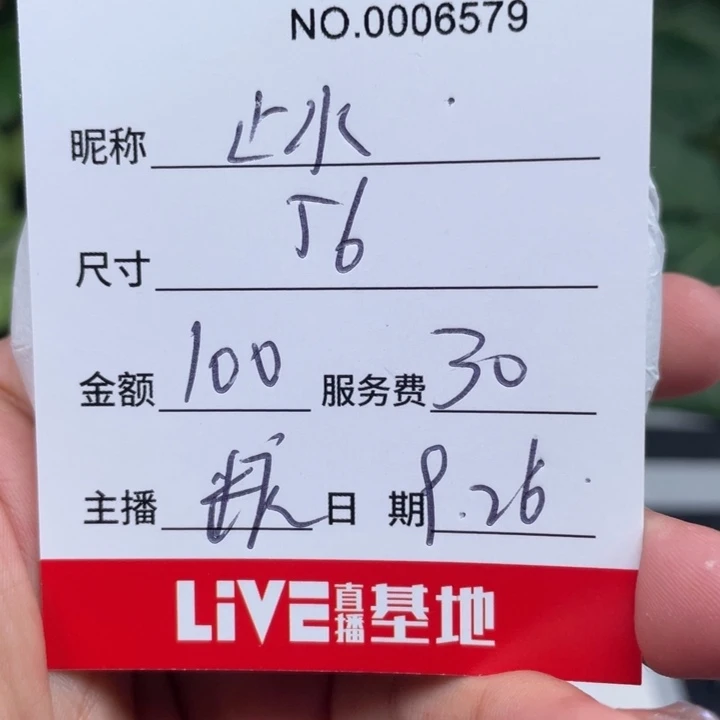 NO.0006579
昵称 止水
尺寸 56
金额 100 服务费 30
主播 日期 9.26
LiVE直播基地